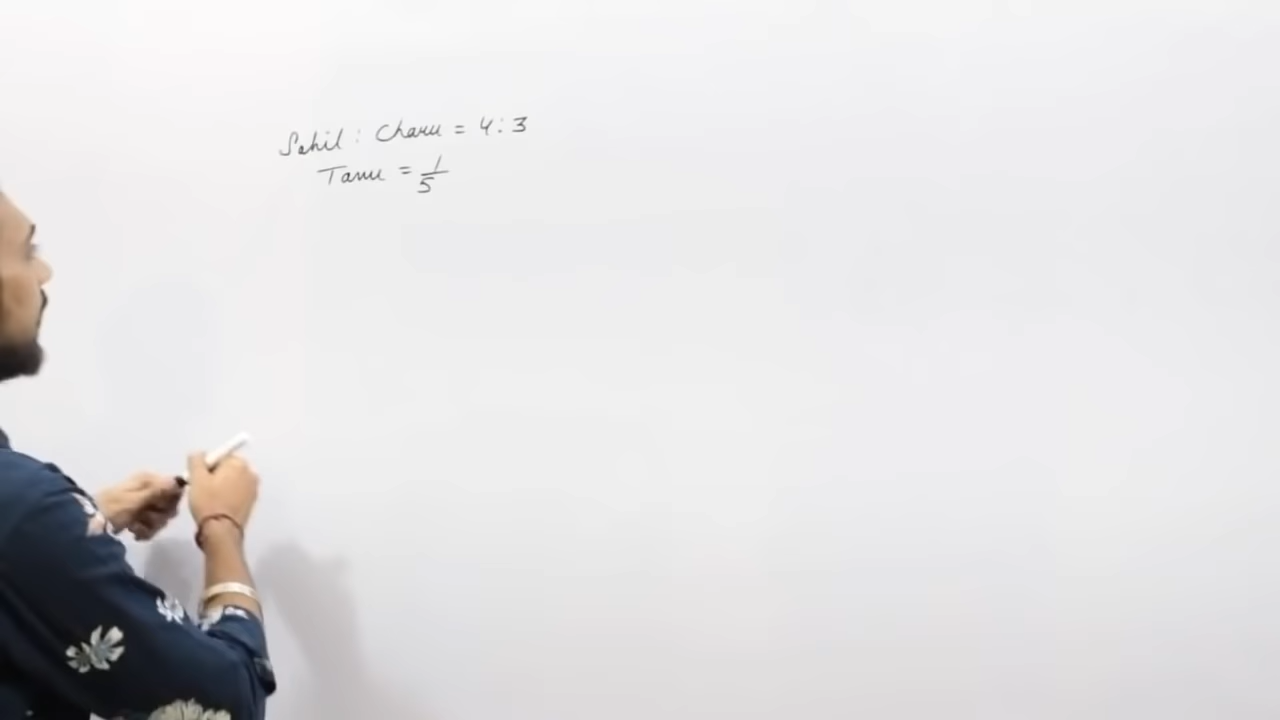 Sahil : Charu = 4:3
Tanu = 1/5